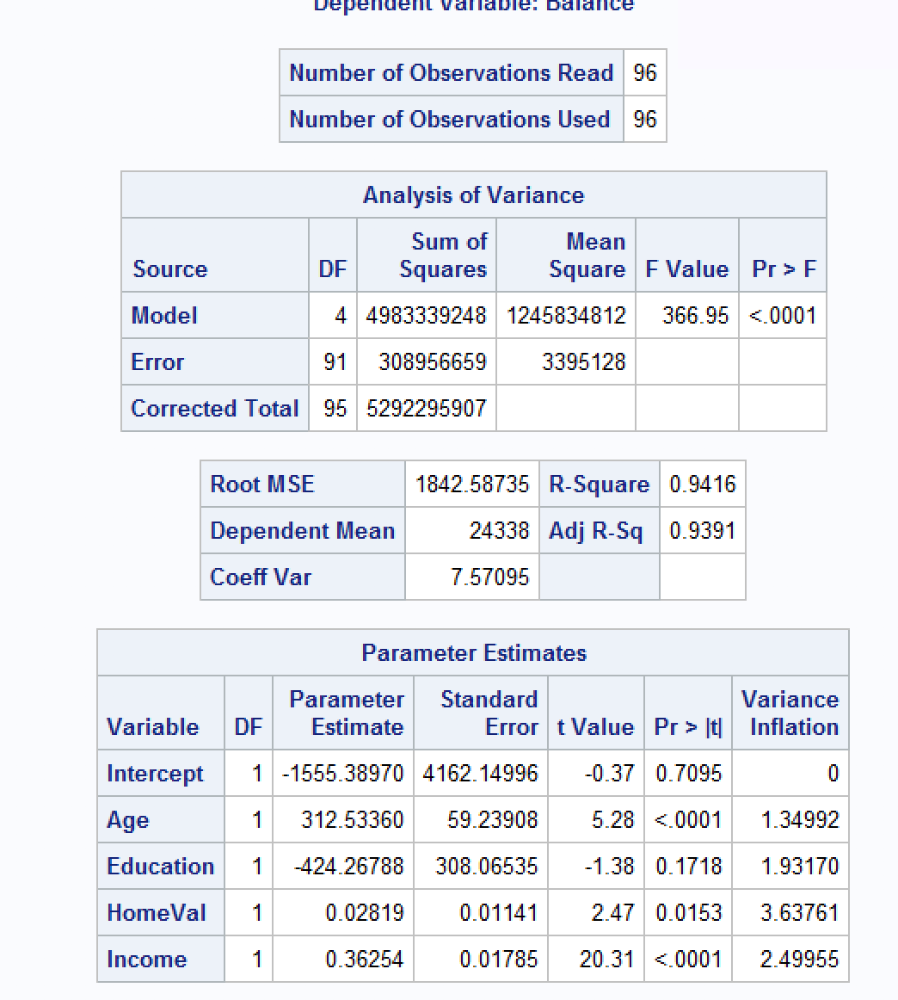 Dependent Variable: Balance
Number of Observations Read 96
Number of Observations Used 96
Analysis of Variance
Source DF Sum of Squares Mean Square F Value Pr > F
Model 4 4983339248 1245834812 366.95 <.0001
Error 91 308956659 3395128
Corrected Total 95 5292295907
Root MSE 1842.58735 R-Square 0.9416
Dependent Mean 24338 Adj R-Sq 0.9391
Coeff Var 7.57095
Parameter Estimates
Variable DF Parameter Estimate Standard Error t Value Pr > |t| Variance Inflation
Intercept 1 -1555.38970 4162.14996 -0.37 0.7095 0
Age 1 312.53360 59.23908 5.28 <.0001 1.34992
Education 1 -424.26788 308.06535 -1.38 0.1718 1.93170
HomeVal 1 0.02819 0.01141 2.47 0.0153 3.63761
Income 1 0.36254 0.01785 20.31 <.0001 2.49955